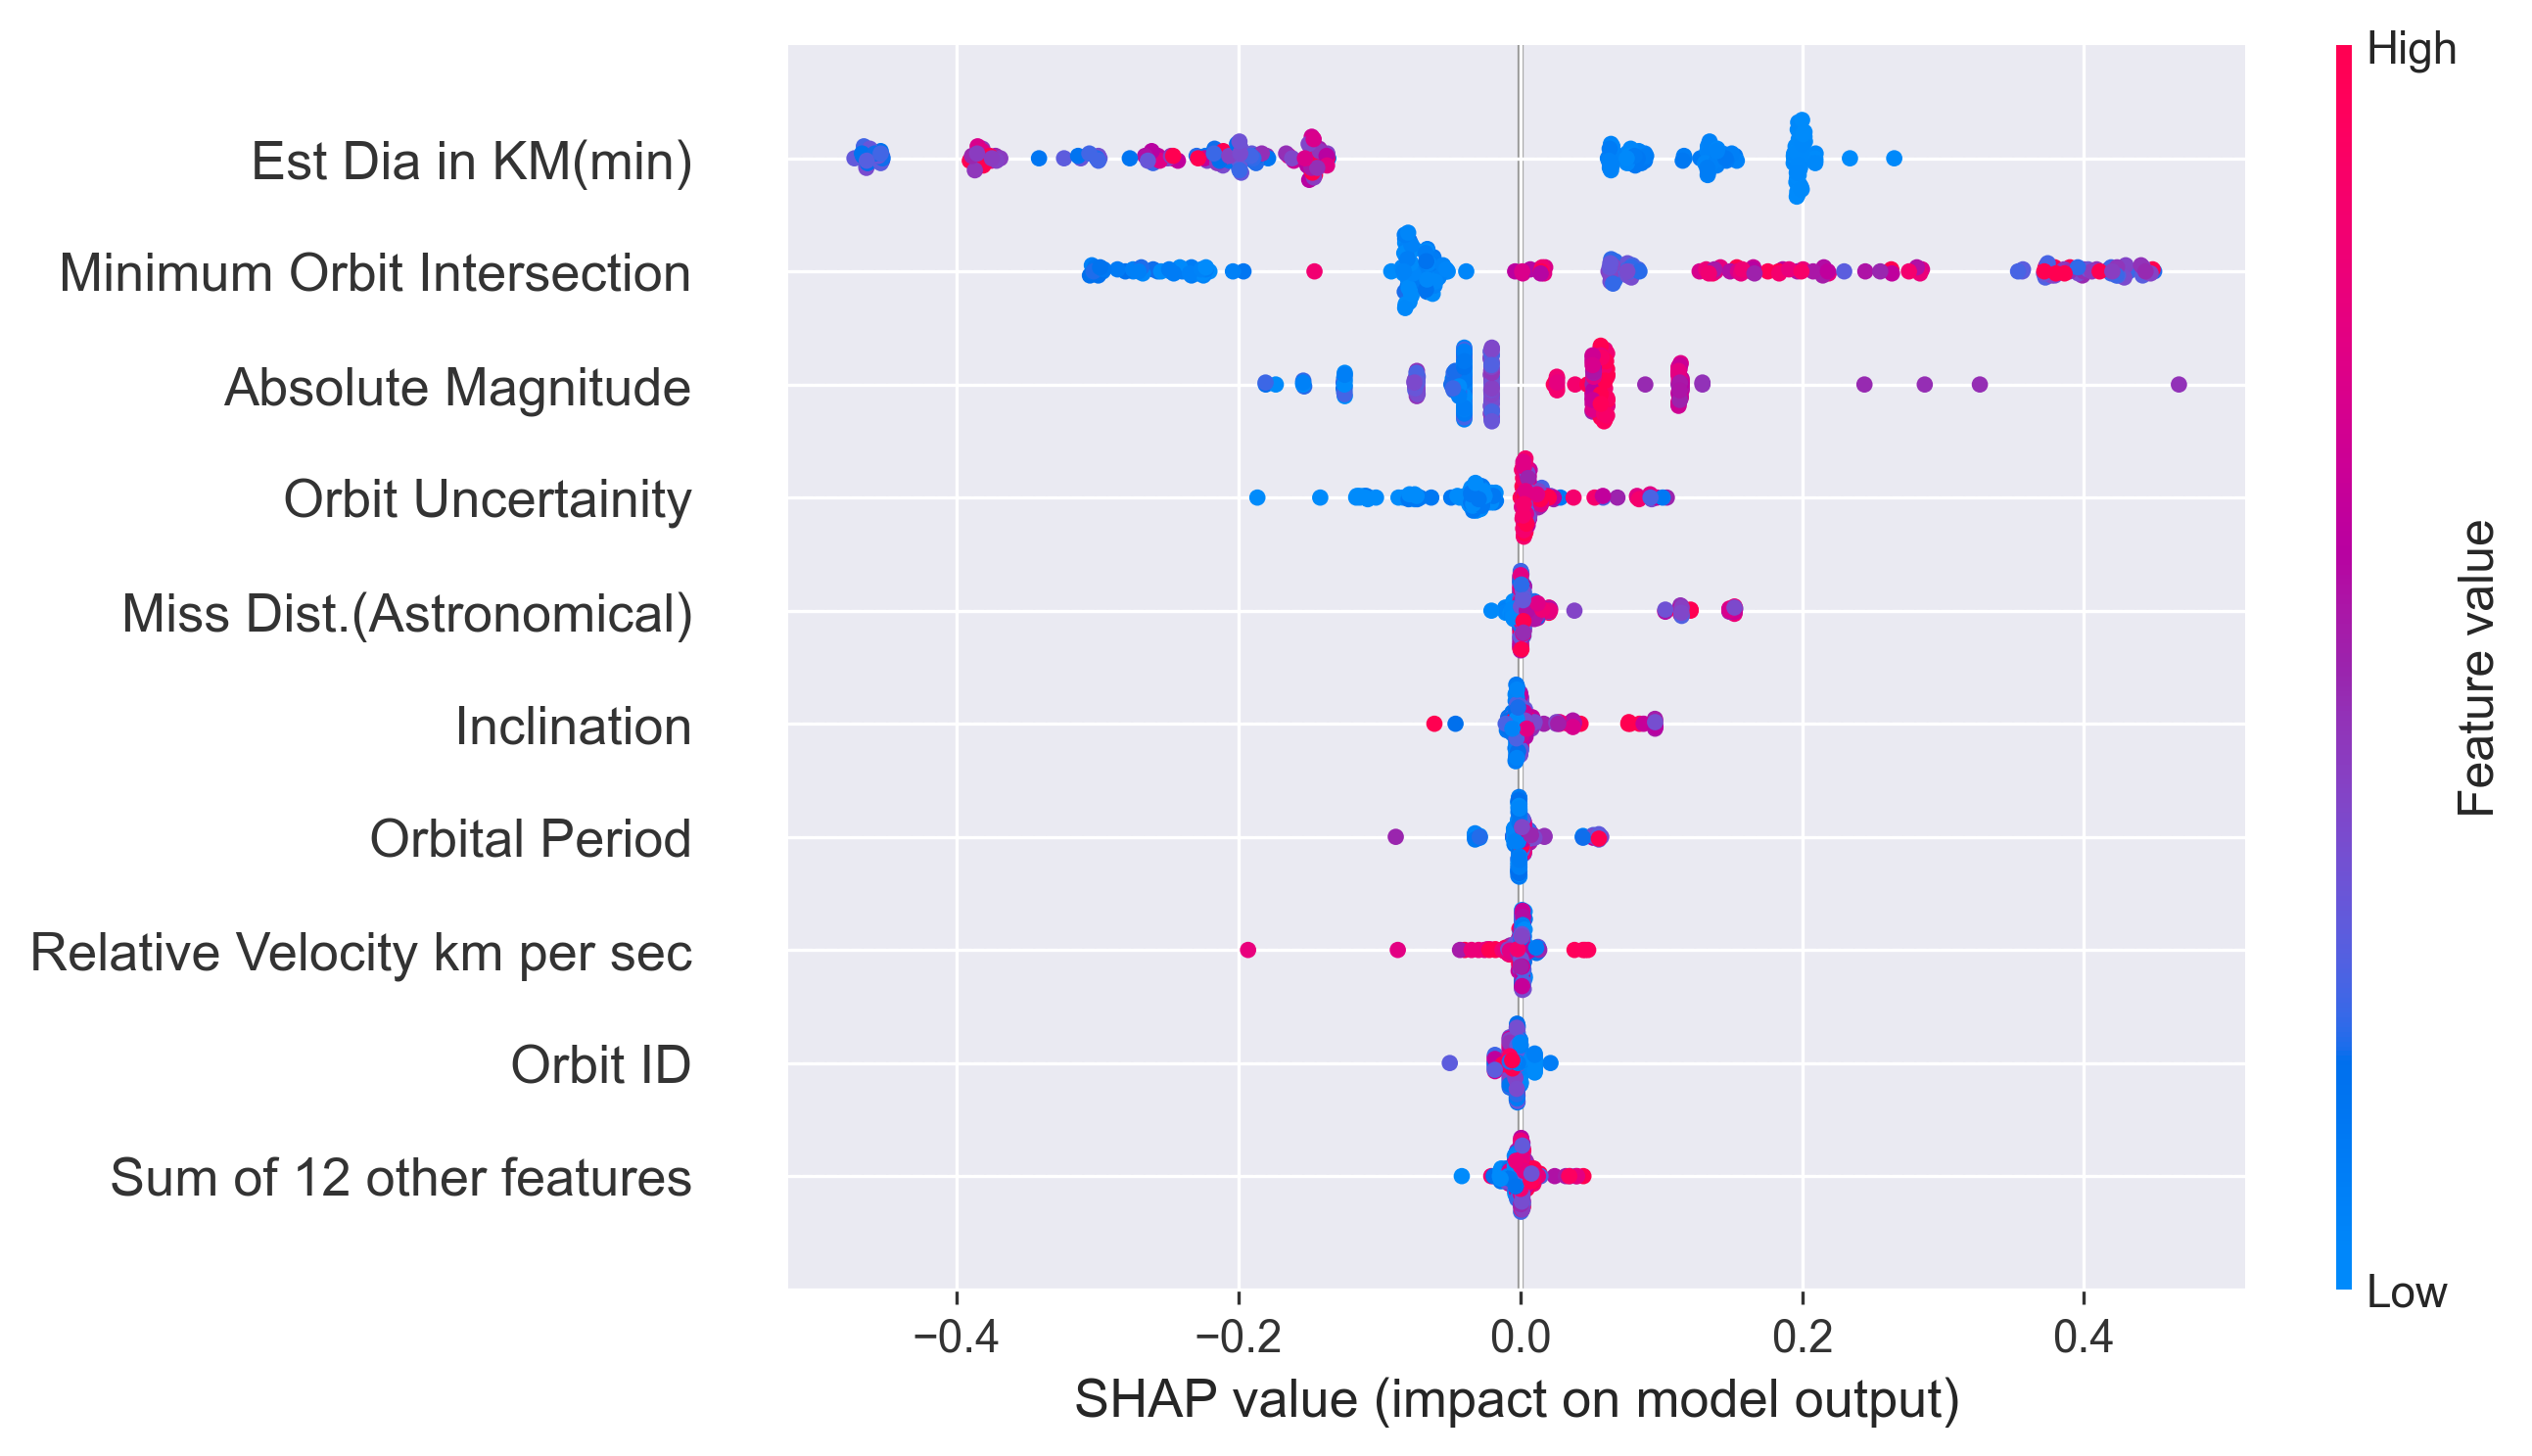 High
Est Dia in KM(min)
Minimum Orbit Intersection
Absolute Magnitude
Orbit Uncertainity
Miss Dist.(Astronomical)
Inclination
Orbital Period
Relative Velocity km per sec
Orbit ID
Sum of 12 other features
Feature value
Low
−0.4 −0.2 0.0 0.2 0.4
SHAP value (impact on model output)